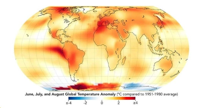 June, July, and August Global Temperature Anomaly (°C compared to 1951-1980 average)